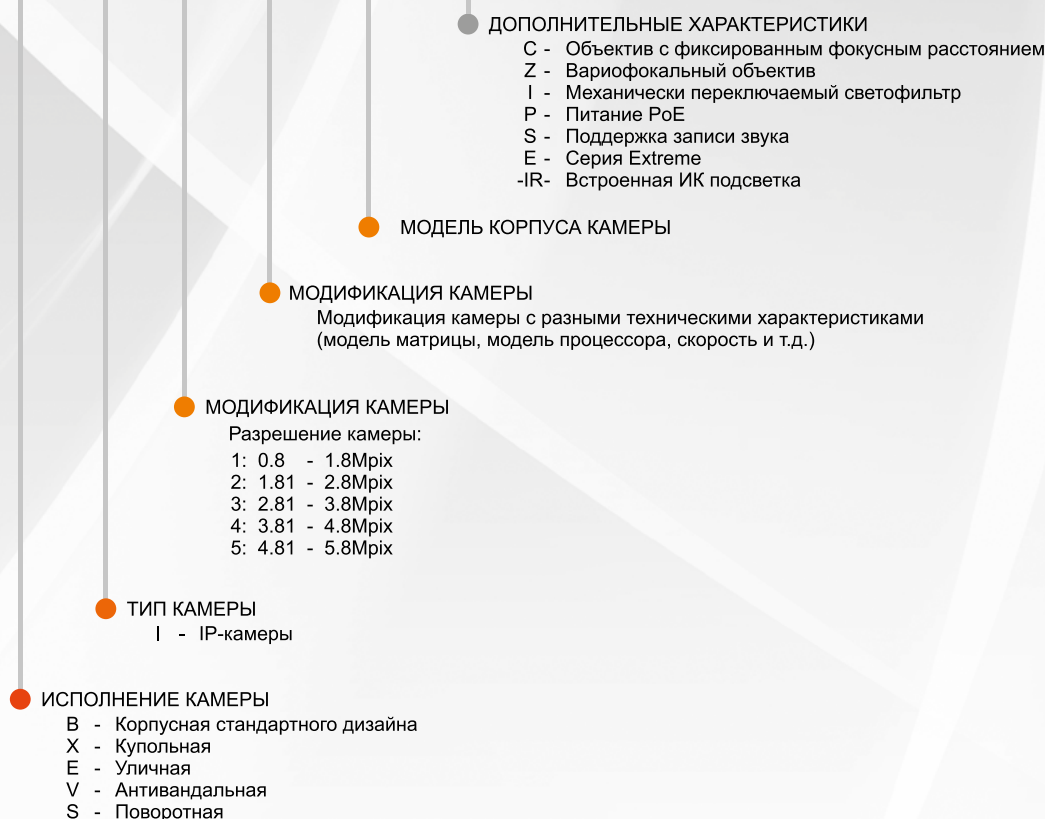 ДОПОЛНИТЕЛЬНЫЕ ХАРАКТЕРИСТИКИ
C - Объектив с фиксированным фокусным расстоянием
Z - Вариофокальный объектив
I - Механически переключаемый светофильтр
P - Питание PoE
S - Поддержка записи звука
E - Серия Extreme
-IR- Встроенная ИК подсветка
МОДЕЛЬ КОРПУСА КАМЕРЫ
МОДИФИКАЦИЯ КАМЕРЫ
Модификация камеры с разными техническими характеристиками
(модель матрицы, модель процессора, скорость и т.д.)
МОДИФИКАЦИЯ КАМЕРЫ
Разрешение камеры:
1: 0.8 - 1.8Mpix
2: 1.81 - 2.8Mpix
3: 2.81 - 3.8Mpix
4: 3.81 - 4.8Mpix
5: 4.81 - 5.8Mpix
ТИП КАМЕРЫ
I - IP-камеры
ИСПОЛНЕНИЕ КАМЕРЫ
B - Корпусная стандартного дизайна
X - Купольная
E - Уличная
V - Антивандальная
S - Поворотная